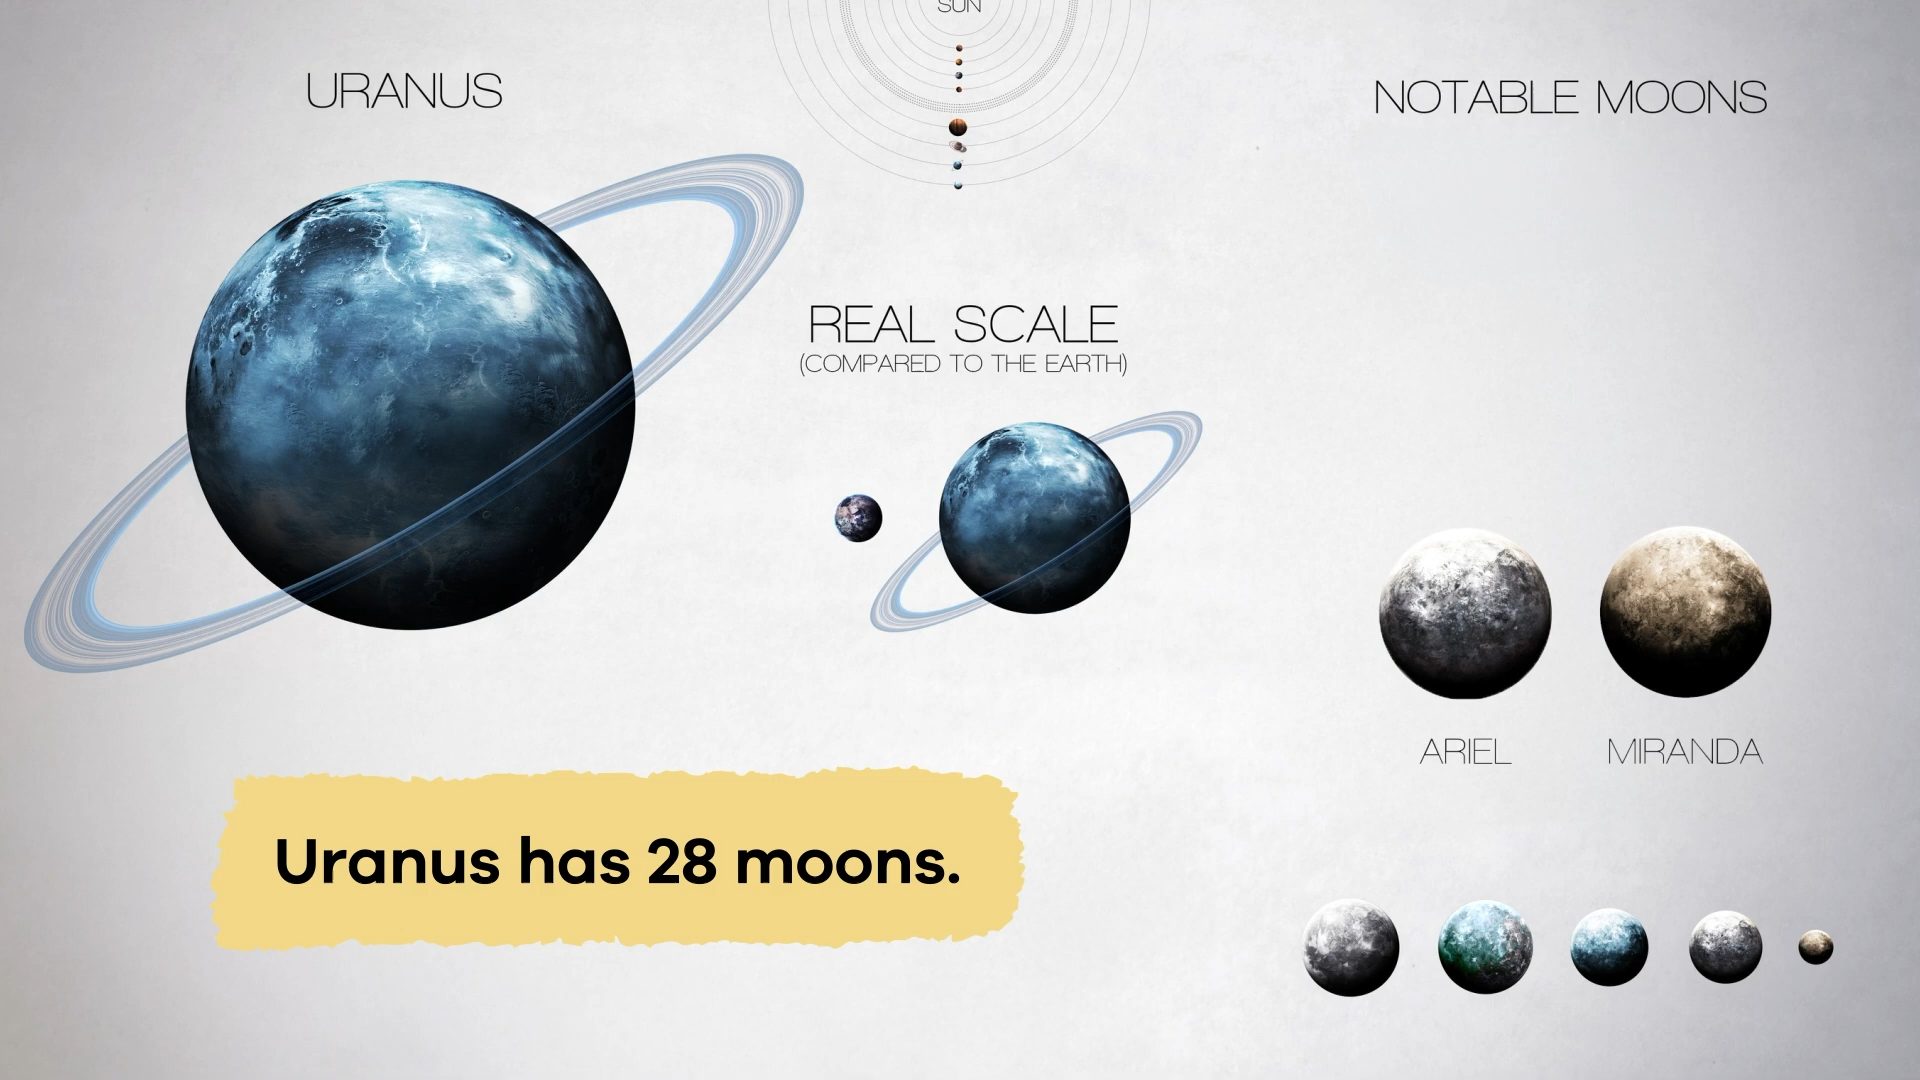 SUN
URANUS
NOTABLE MOONS
REAL SCALE
(COMPARED TO THE EARTH)
ARIEL
MIRANDA
Uranus has 28 moons.